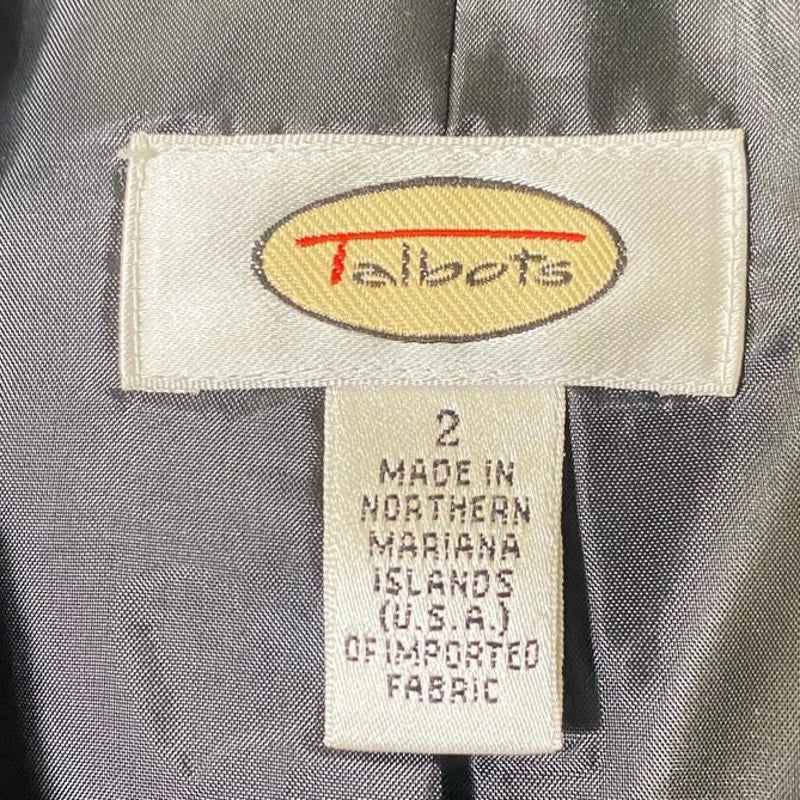 Talbots
2
MADE IN
NORTHERN
MARIANA
ISLANDS
(U.S.A.)
OF IMPORTED
FABRIC